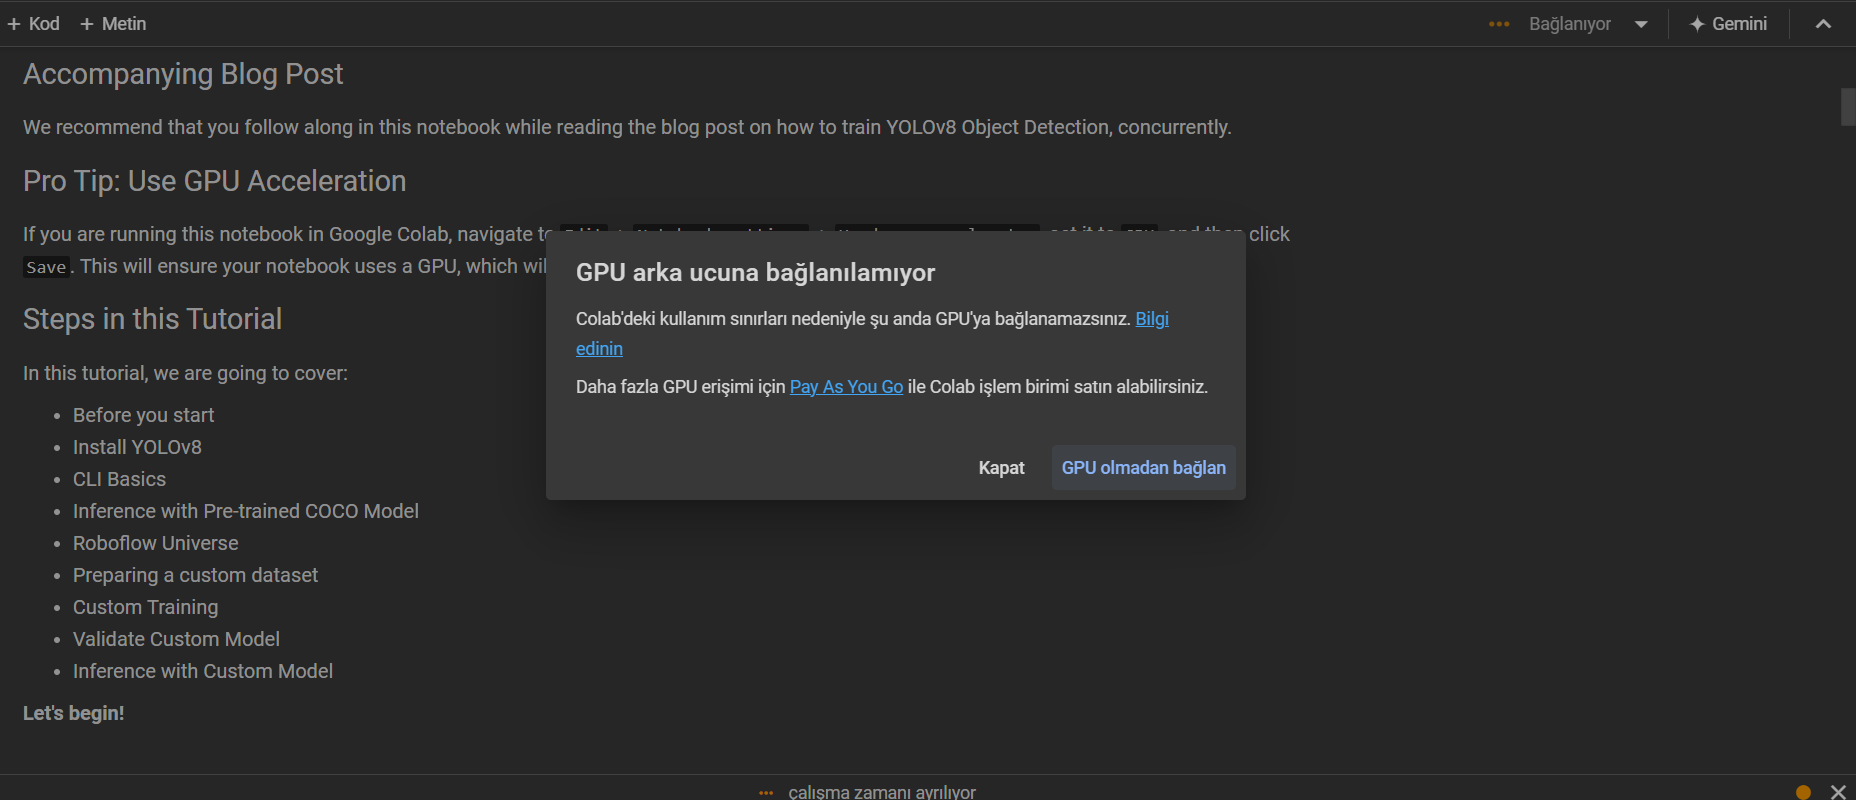 + Kod + Metin
Bağlanıyor
Gemini
Accompanying Blog Post
We recommend that you follow along in this notebook while reading the blog post on how to train YOLOv8 Object Detection, concurrently.
Pro Tip: Use GPU Acceleration
If you are running this notebook in Google Colab, navigate to click
Save. This will ensure your notebook uses a GPU, which
GPU arka ucuna bağlanılamıyor
Colab'deki kullanım sınırları nedeniyle şu anda GPU'ya bağlanamazsınız. Bilgi
edinin
Daha fazla GPU erişimi için Pay As You Go ile Colab işlem birimi satın alabilirsiniz.
Kapat
GPU olmadan bağlan
Steps in this Tutorial
In this tutorial, we are going to cover:
• Before you start
• Install YOLOv8
• CLI Basics
• Inference with Pre-trained COCO Model
• Roboflow Universe
• Preparing a custom dataset
• Custom Training
• Validate Custom Model
• Inference with Custom Model
Let's begin!
çalışma zamanı ayrılıyor